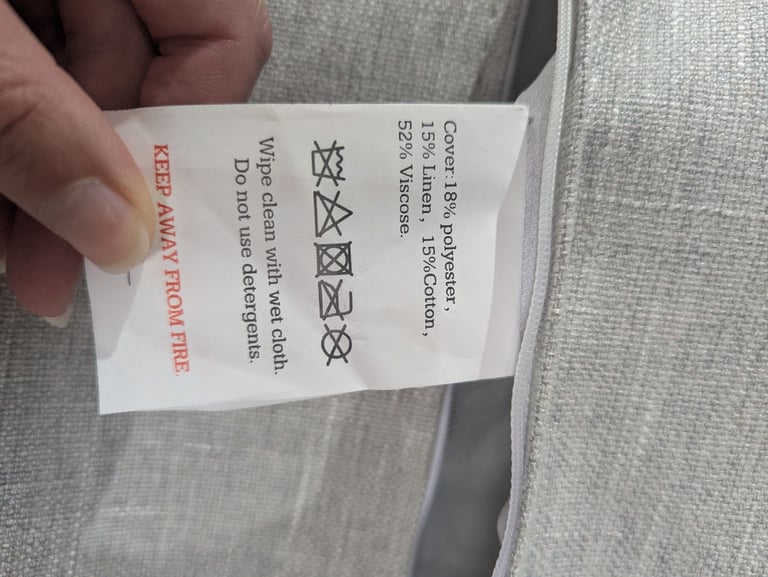 Cover:18% polyester,
15% Linen, 15%Cotton,
52% Viscose.
Wipe clean with wet cloth.
Do not use detergents.
KEEP AWAY FROM FIRE.